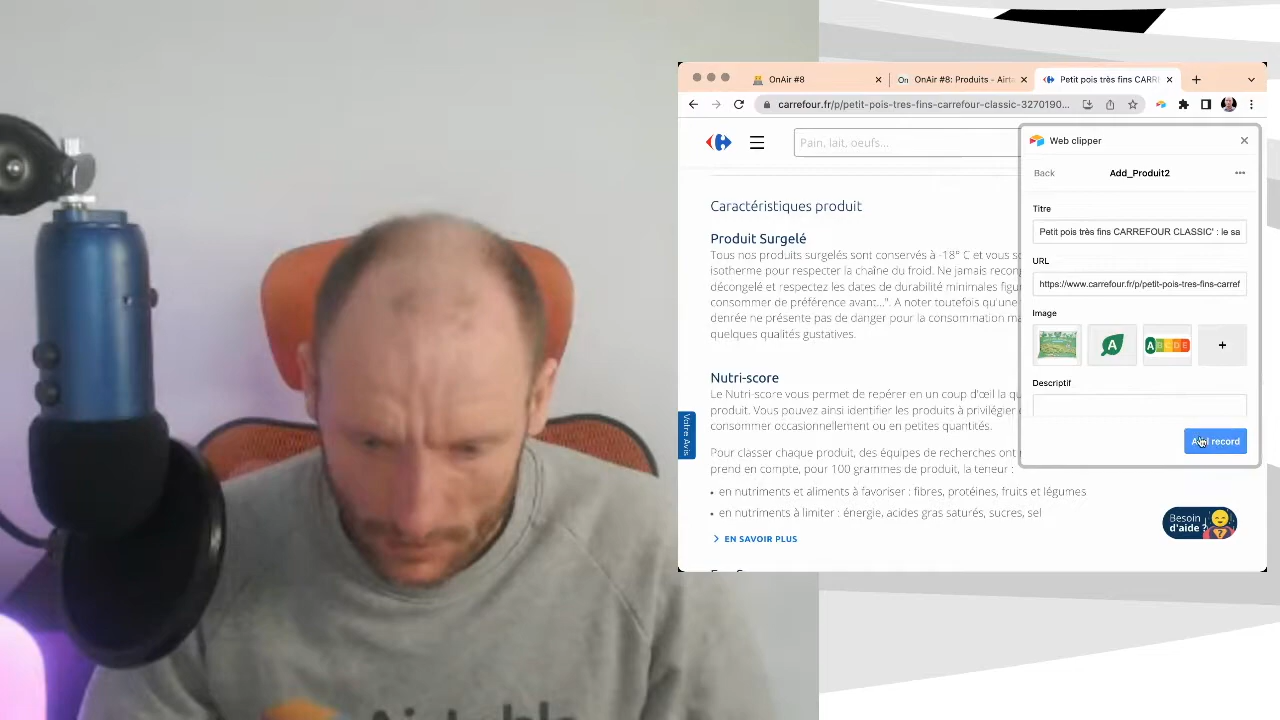 OnAir #8
OnAir #8: Produits - Airta
Petit pois très fins CARR
carrefour.fr/p/petit-pois-tres-fins-carrefour-classic-3270190...
Pain, lait, oeufs...
Caractéristiques produit
Produit Surgelé
Tous nos produits surgelés sont conservés à -18° C et vous
isotherme pour respecter la chaîne du froid. Ne jamais
décongelé et respectez les dates de durabilité minimales
consommer de préférence avant...". A noter toutefois qu'une
denrée ne présente pas de danger pour la consommation
quelques qualités gustatives.
Nutri-score
Le Nutri-score vous permet de repérer en un coup d'œil la
produit. Vous pouvez ainsi identifier les produits à privilégier
consommer occasionnellement ou en petites quantités.
Pour classer chaque produit, des équipes de recherches ont
prend en compte, pour 100 grammes de produit, la teneur :
• en nutriments et aliments à favoriser : fibres, protéines, fruits et légumes
• en nutriments à limiter : énergie, acides gras saturés, sucres, sel
EN SAVOIR PLUS
Votre Avis
Web clipper
Back
Add_Produit2
Titre
Petit pois très fins CARREFOUR CLASSIC' : le sa
URL
https://www.carrefour.fr/p/petit-pois-tres-fins-carref
Image
A
A B C D E
+
Descriptif
Add record
Besoin
d'aide ?
Airtable